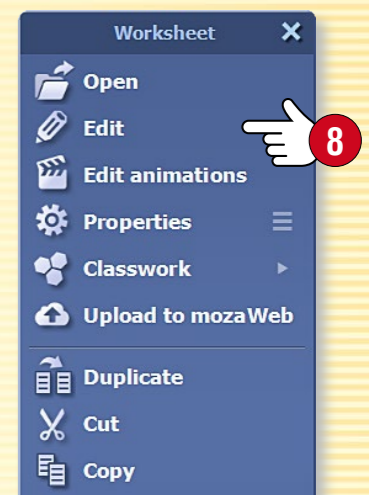 Worksheet
Open
Edit
8
Edit animations
Properties
Classwork
Upload to mozaWeb
Duplicate
Cut
Copy